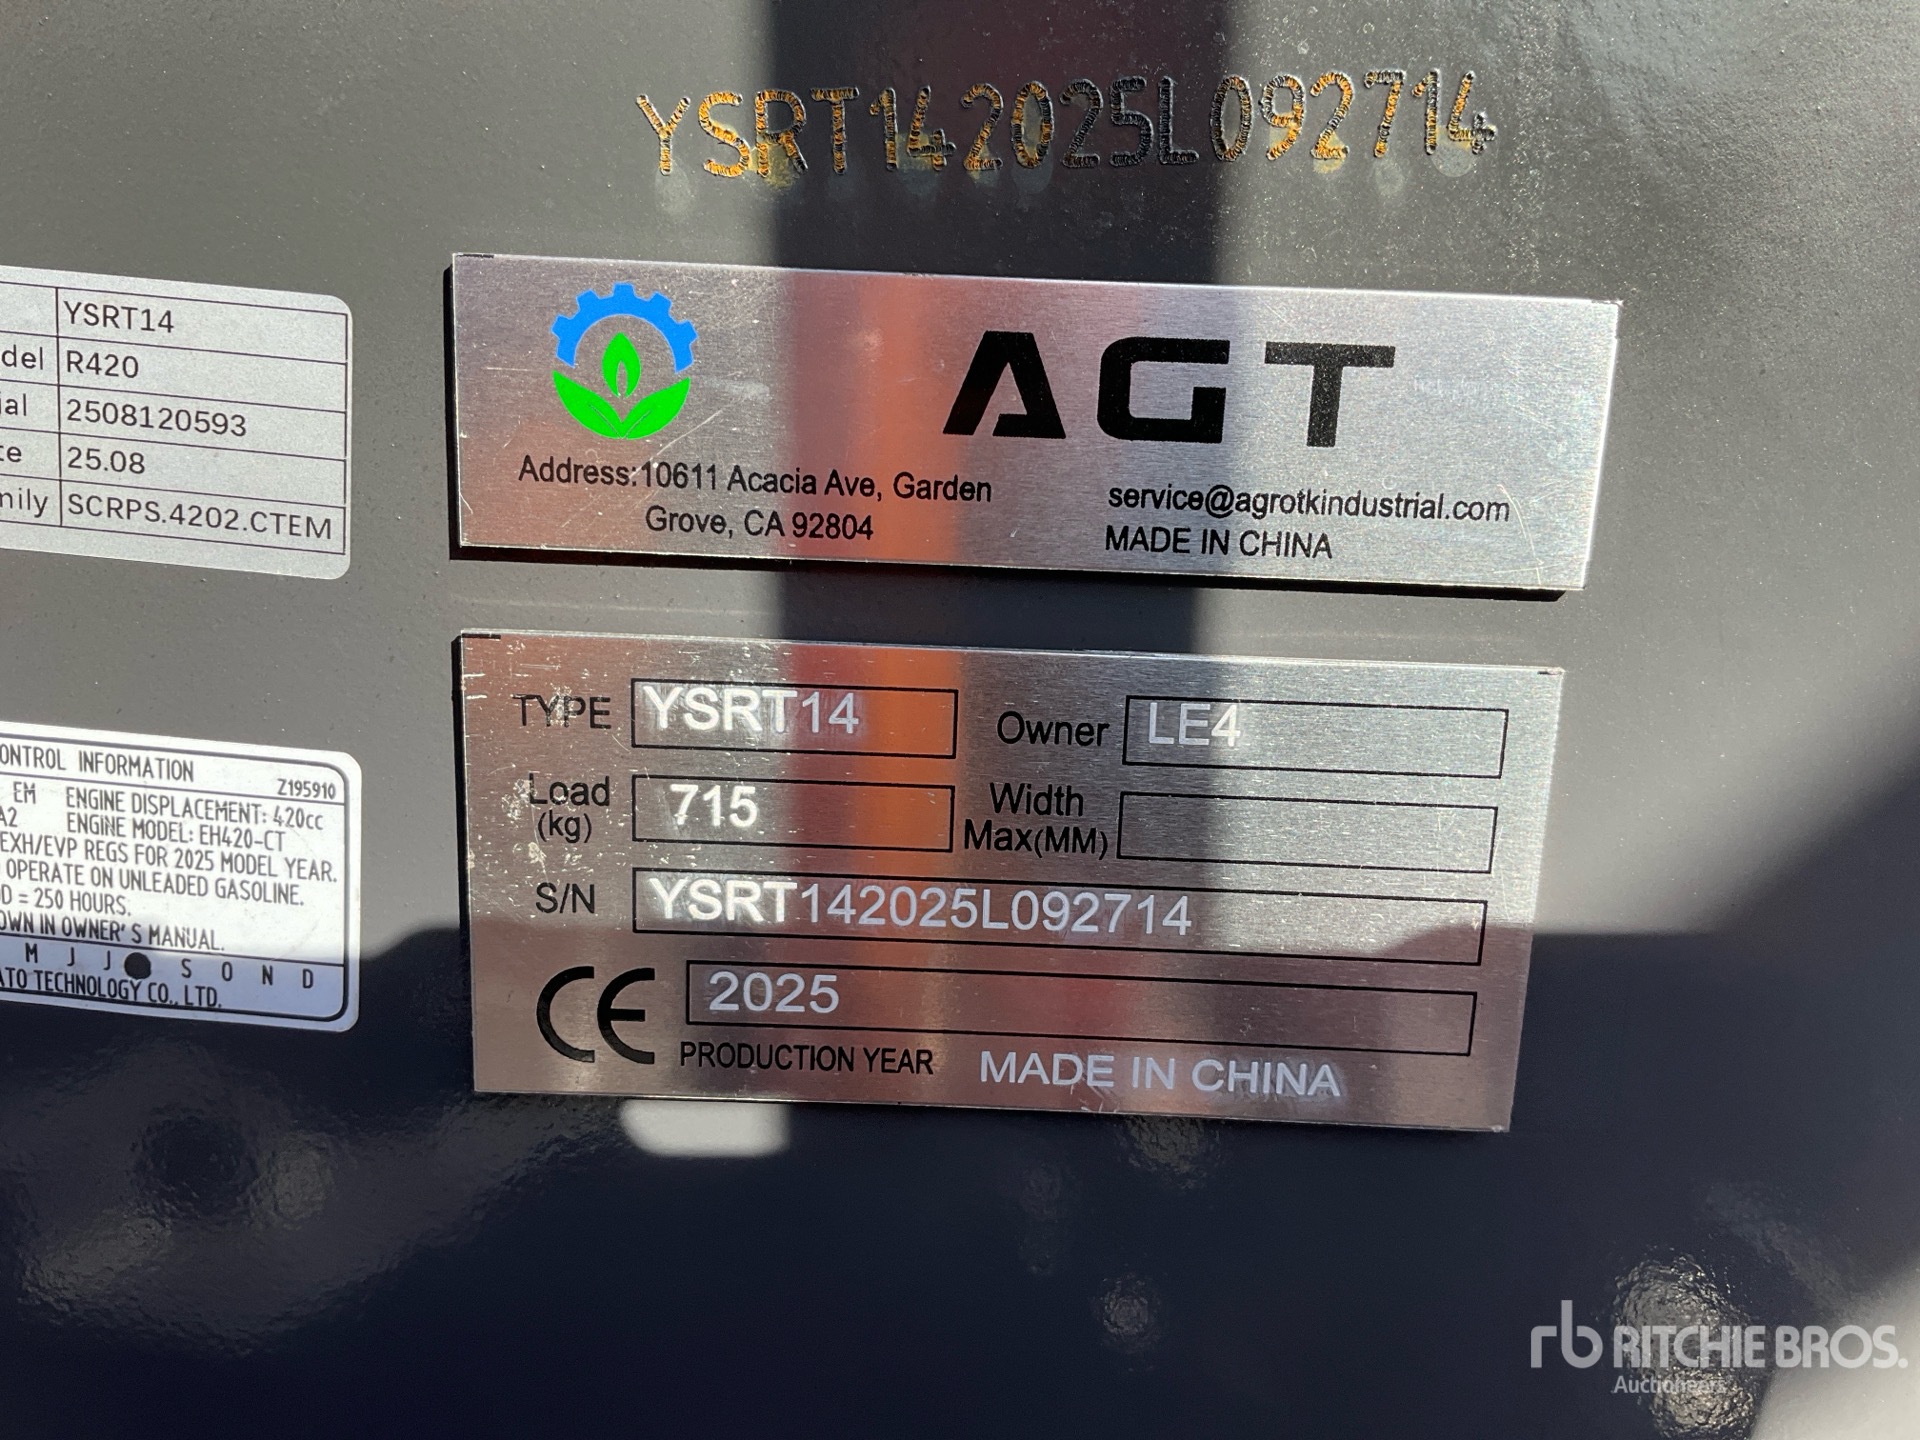 YSRT142025L092714
YSRT14
del R420
ial 2508120593
te 25.08
mily SCRPS.4202.CTEM
AGT
Address:10611 Acacia Ave, Garden
Grove, CA 92804
service@agrotkindustrial.com
MADE IN CHINA
ONTROL INFORMATION
Z195910
EM ENGINE DISPLACEMENT: 420cc
A2 ENGINE MODEL: EH420-CT
EXH/EVP REGS FOR 2025 MODEL YEAR.
OPERATE ON UNLEADED GASOLINE.
D = 250 HOURS.
OWN IN OWNER'S MANUAL.
M J J S O N D
ATO TECHNOLOGY CO., LTD.
TYPE YSRT14 Owner LE4
Load (kg) 715 Width Max(MM)
S/N YSRT142025L092714
CE 2025
PRODUCTION YEAR MADE IN CHINA
rb RITCHIE BROS.
Auctioneers